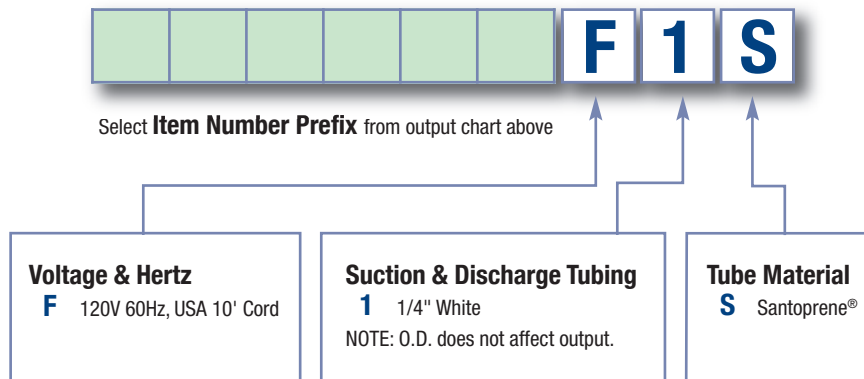 F 1 S
Select Item Number Prefix from output chart above
Voltage & Hertz
F 120V 60Hz, USA 10' Cord
Suction & Discharge Tubing
1 1/4" White
NOTE: O.D. does not affect output.
Tube Material
S Santoprene®